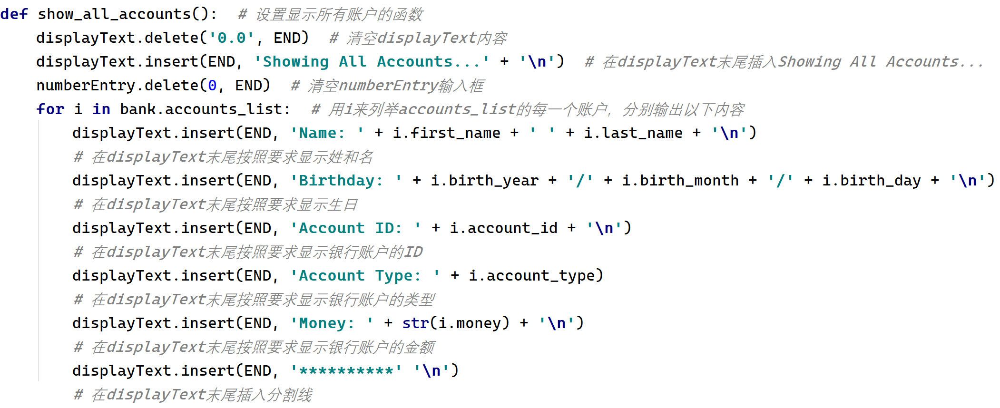 def show_all_accounts():  # 设置显示所有账户的函数
    displayText.delete('0.0', END)  # 清空displayText内容
    displayText.insert(END, 'Showing All Accounts...' + '\n')  # 在displayText末尾插入Showing All Accounts...
    numberEntry.delete(0, END)  # 清空numberEntry输入框
    for i in bank.accounts_list:  # 用i来列举accounts_list的每一个账户，分别输出以下内容
        displayText.insert(END, 'Name: ' + i.first_name + ' ' + i.last_name + '\n')
        # 在displayText末尾按照要求显示姓和名
        displayText.insert(END, 'Birthday: ' + i.birth_year + '/' + i.birth_month + '/' + i.birth_day + '\n')
        # 在displayText末尾按照要求显示生日
        displayText.insert(END, 'Account ID: ' + i.account_id + '\n')
        # 在displayText末尾按照要求显示银行账户的ID
        displayText.insert(END, 'Account Type: ' + i.account_type)
        # 在displayText末尾按照要求显示银行账户的类型
        displayText.insert(END, 'Money: ' + str(i.money) + '\n')
        # 在displayText末尾按照要求显示银行账户的金额
        displayText.insert(END, '**********' '\n')
        # 在displayText末尾插入分割线